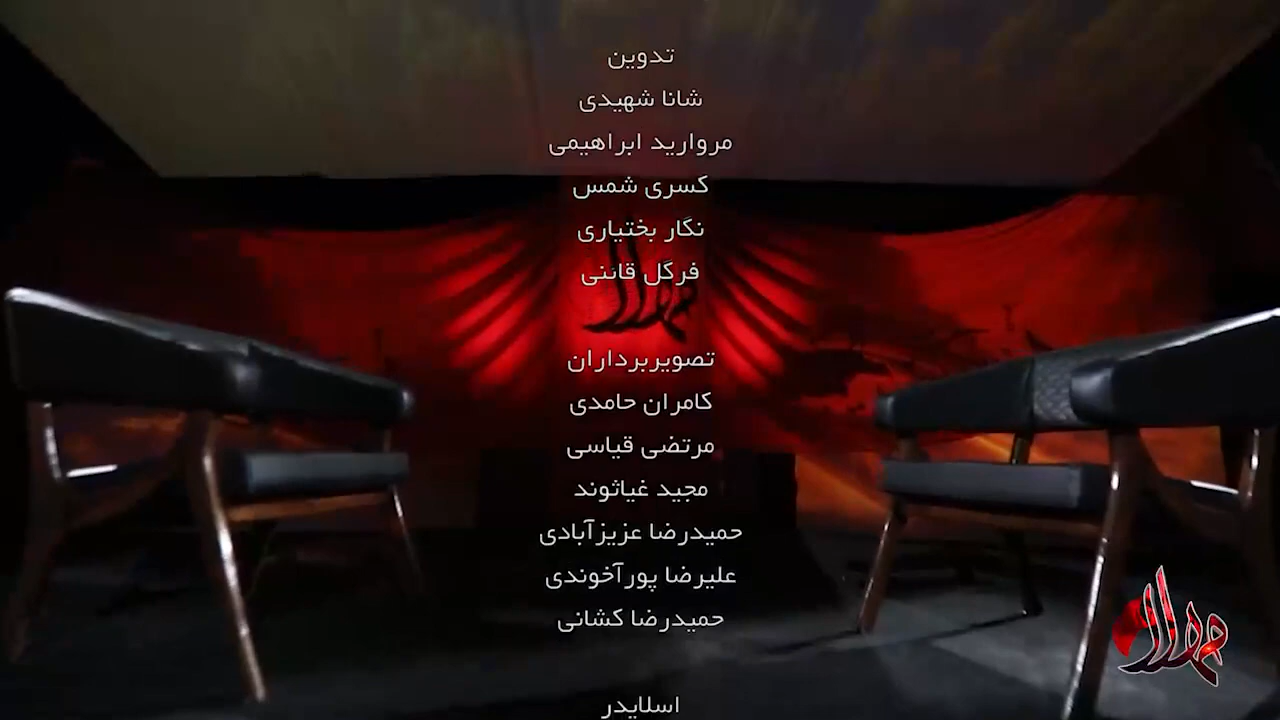 تدوین
شانا شهیدی
مروارید ابراهیمی
کسری شمس
نگار بختیاری
فرگل قائنی
تصویربرداران
کامران حامدی
مرتضی قیاسی
مجید غیاثوند
حمیدرضا عزیزآبادی
علیرضا پورآخوندی
حمیدرضا کشانی
اسلایدر